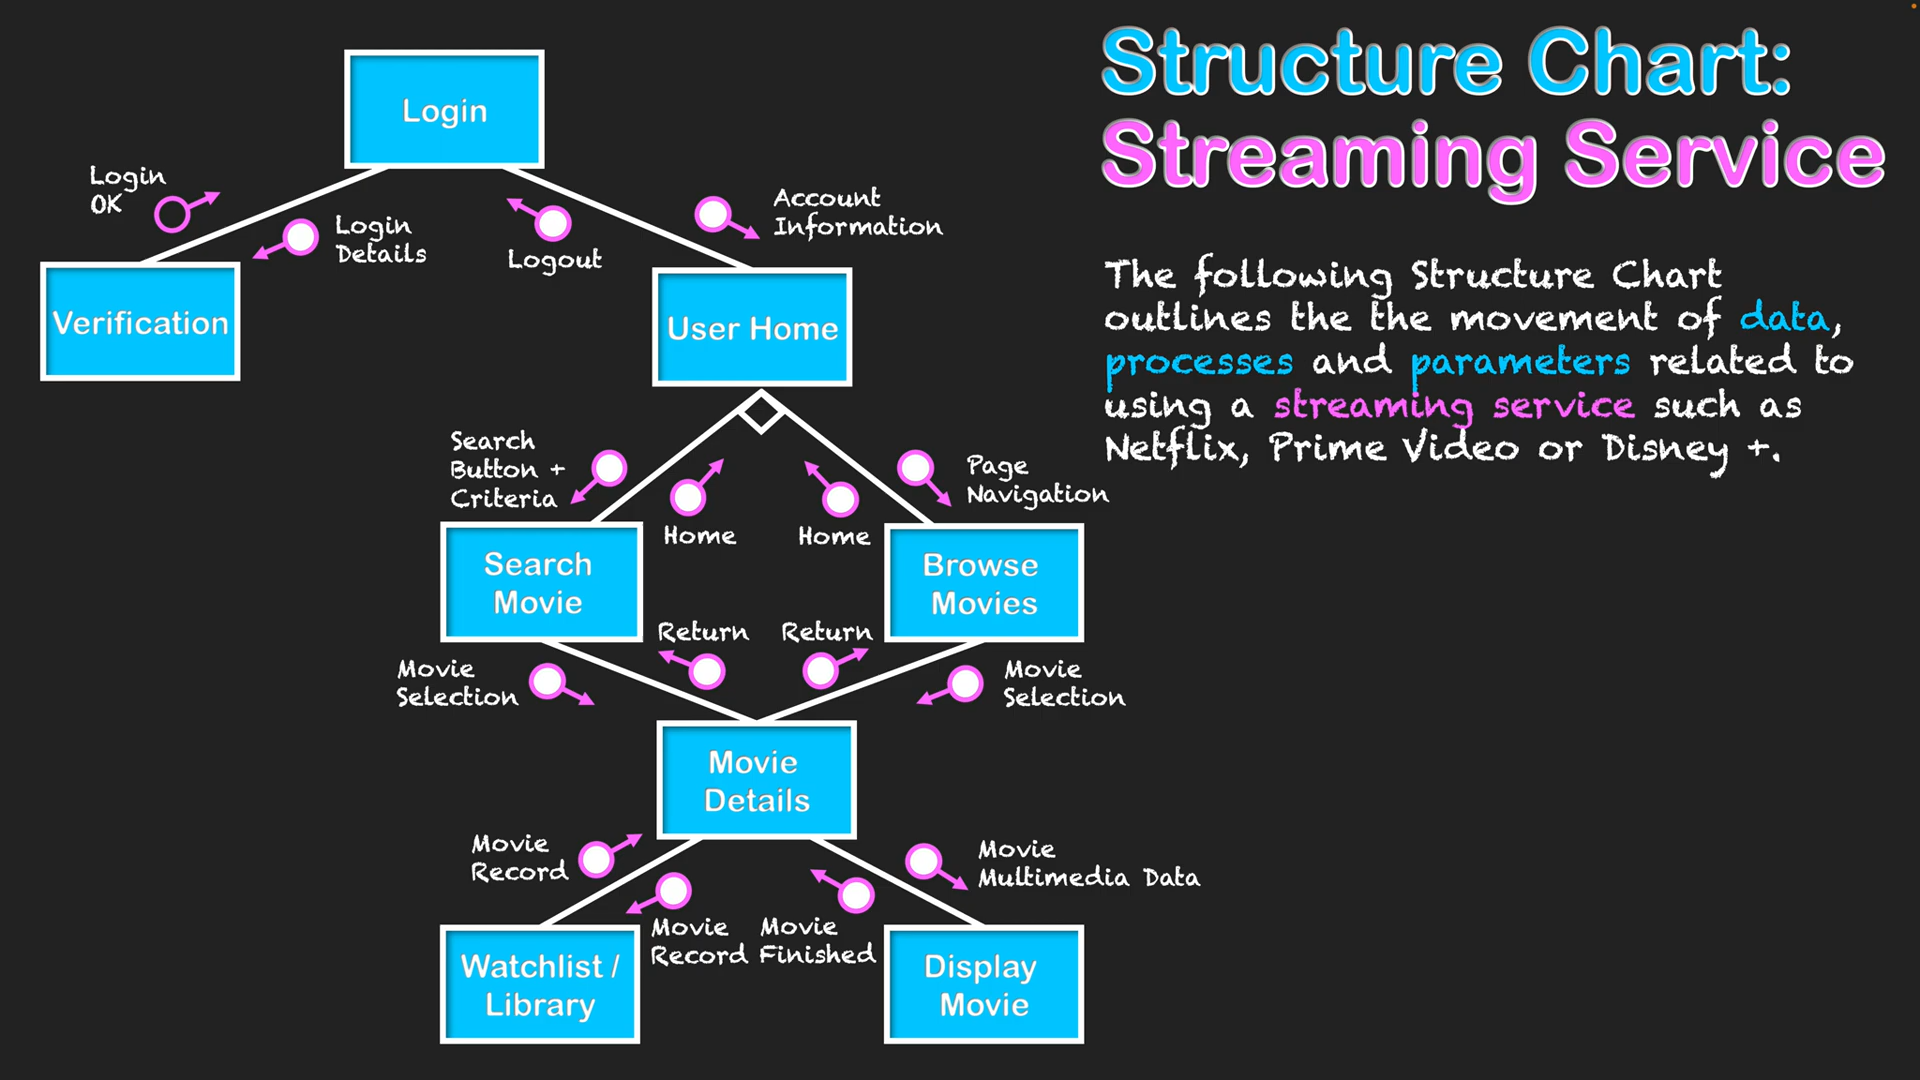 Structure Chart:
Streaming Service
The following Structure Chart
outlines the the movement of data,
processes and parameters related to
using a streaming service such as
Netflix, Prime Video or Disney +.
Login
Login
OK
Login
Details
Logout
Account
Information
Verification
User Home
Search
Button +
Criteria
Home
Home
Page
Navigation
Search
Movie
Browse
Movies
Return
Return
Movie
Selection
Movie
Selection
Movie
Details
Movie
Record
Movie
Multimedia Data
Movie
Record
Movie
Finished
Watchlist /
Library
Display
Movie